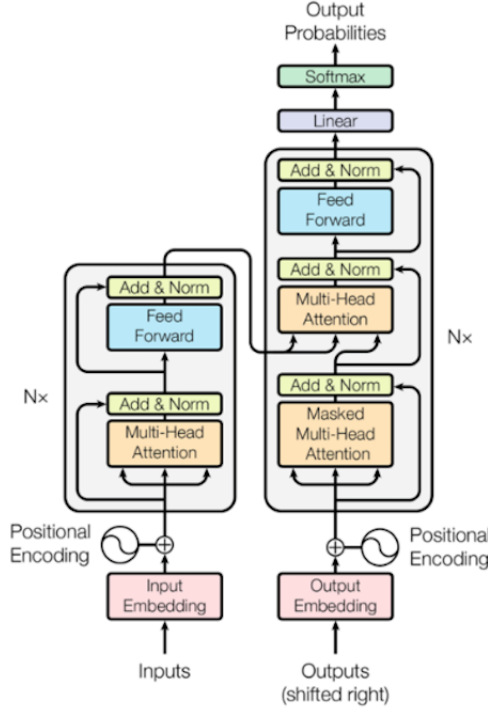 Output
Probabilities
Softmax
Linear
Add & Norm
Feed
Forward
Add & Norm
Multi-Head
Attention
Add & Norm
Masked
Multi-Head
Attention
Nx
Add & Norm
Feed
Forward
Add & Norm
Multi-Head
Attention
N×
Positional
Encoding
Positional
Encoding
Input
Embedding
Output
Embedding
Inputs
Outputs
(shifted right)